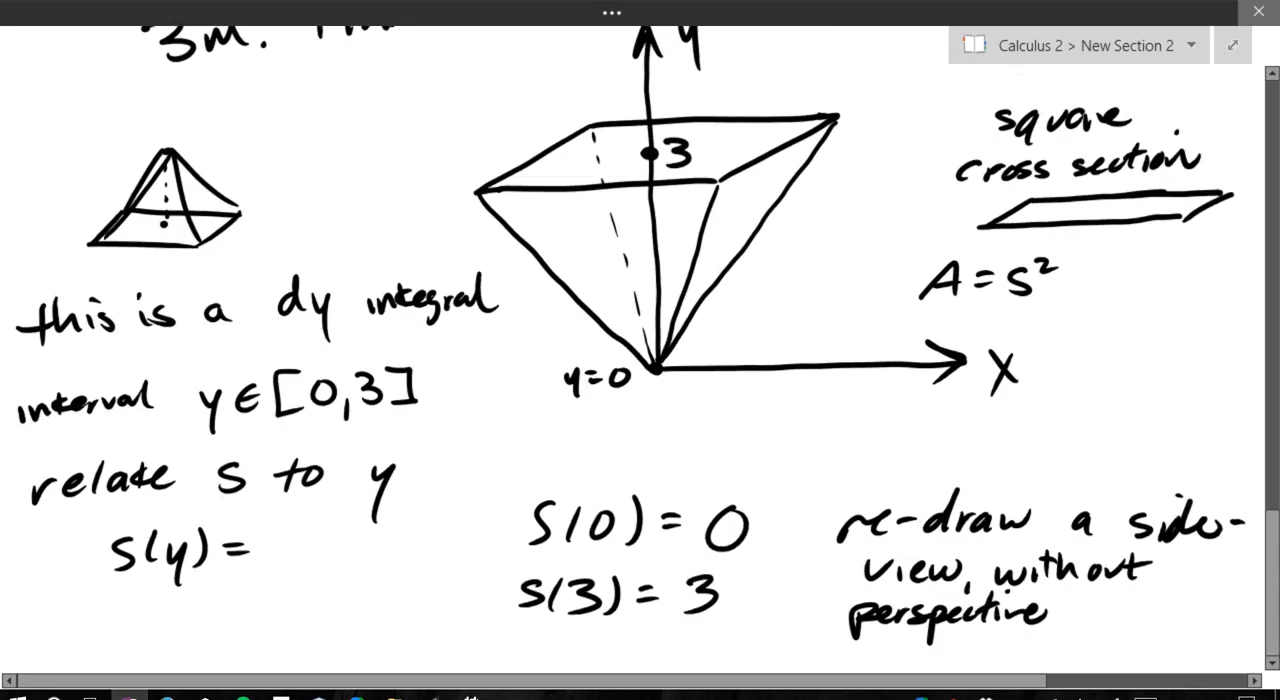 ...
Calculus 2 > New Section 2
3m.
y
3
square
cross section
A = s²
this is a dy integral
interval y ∈ [0,3]
relate s to y
s(y) =
y=0
X
S(0) = 0
S(3) = 3
re-draw a side-
view, without
perspective